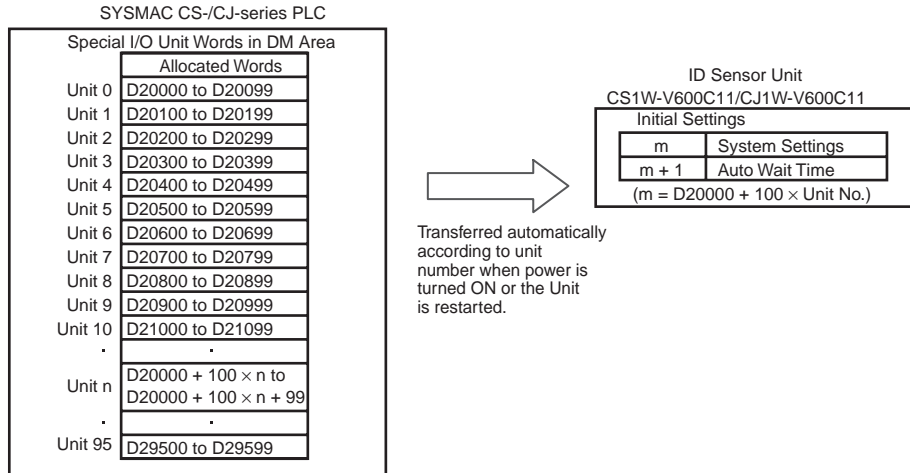 SYSMAC CS-/CJ-series PLC
Special I/O Unit Words in DM Area
Allocated Words
Unit 0 D20000 to D20099
Unit 1 D20100 to D20199
Unit 2 D20200 to D20299
Unit 3 D20300 to D20399
Unit 4 D20400 to D20499
Unit 5 D20500 to D20599
Unit 6 D20600 to D20699
Unit 7 D20700 to D20799
Unit 8 D20800 to D20899
Unit 9 D20900 to D20999
Unit 10 D21000 to D21099
Unit n D20000 + 100 × n to
D20000 + 100 × n + 99
Unit 95 D29500 to D29599
Transferred automatically
according to unit
number when power is
turned ON or the Unit
is restarted.
ID Sensor Unit
CS1W-V600C11/CJ1W-V600C11
Initial Settings
m System Settings
m + 1 Auto Wait Time
(m = D20000 + 100 × Unit No.)